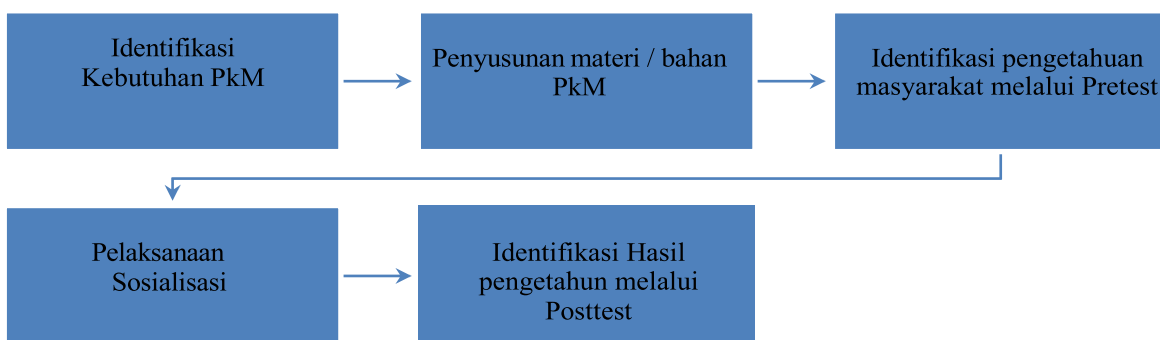 Identifikasi
Kebutuhan PkM
Penyusunan materi / bahan
PkM
Identifikasi pengetahuan
masyarakat melalui Pretest
Pelaksanaan
Sosialisasi
Identifikasi Hasil
pengetahun melalui
Posttest